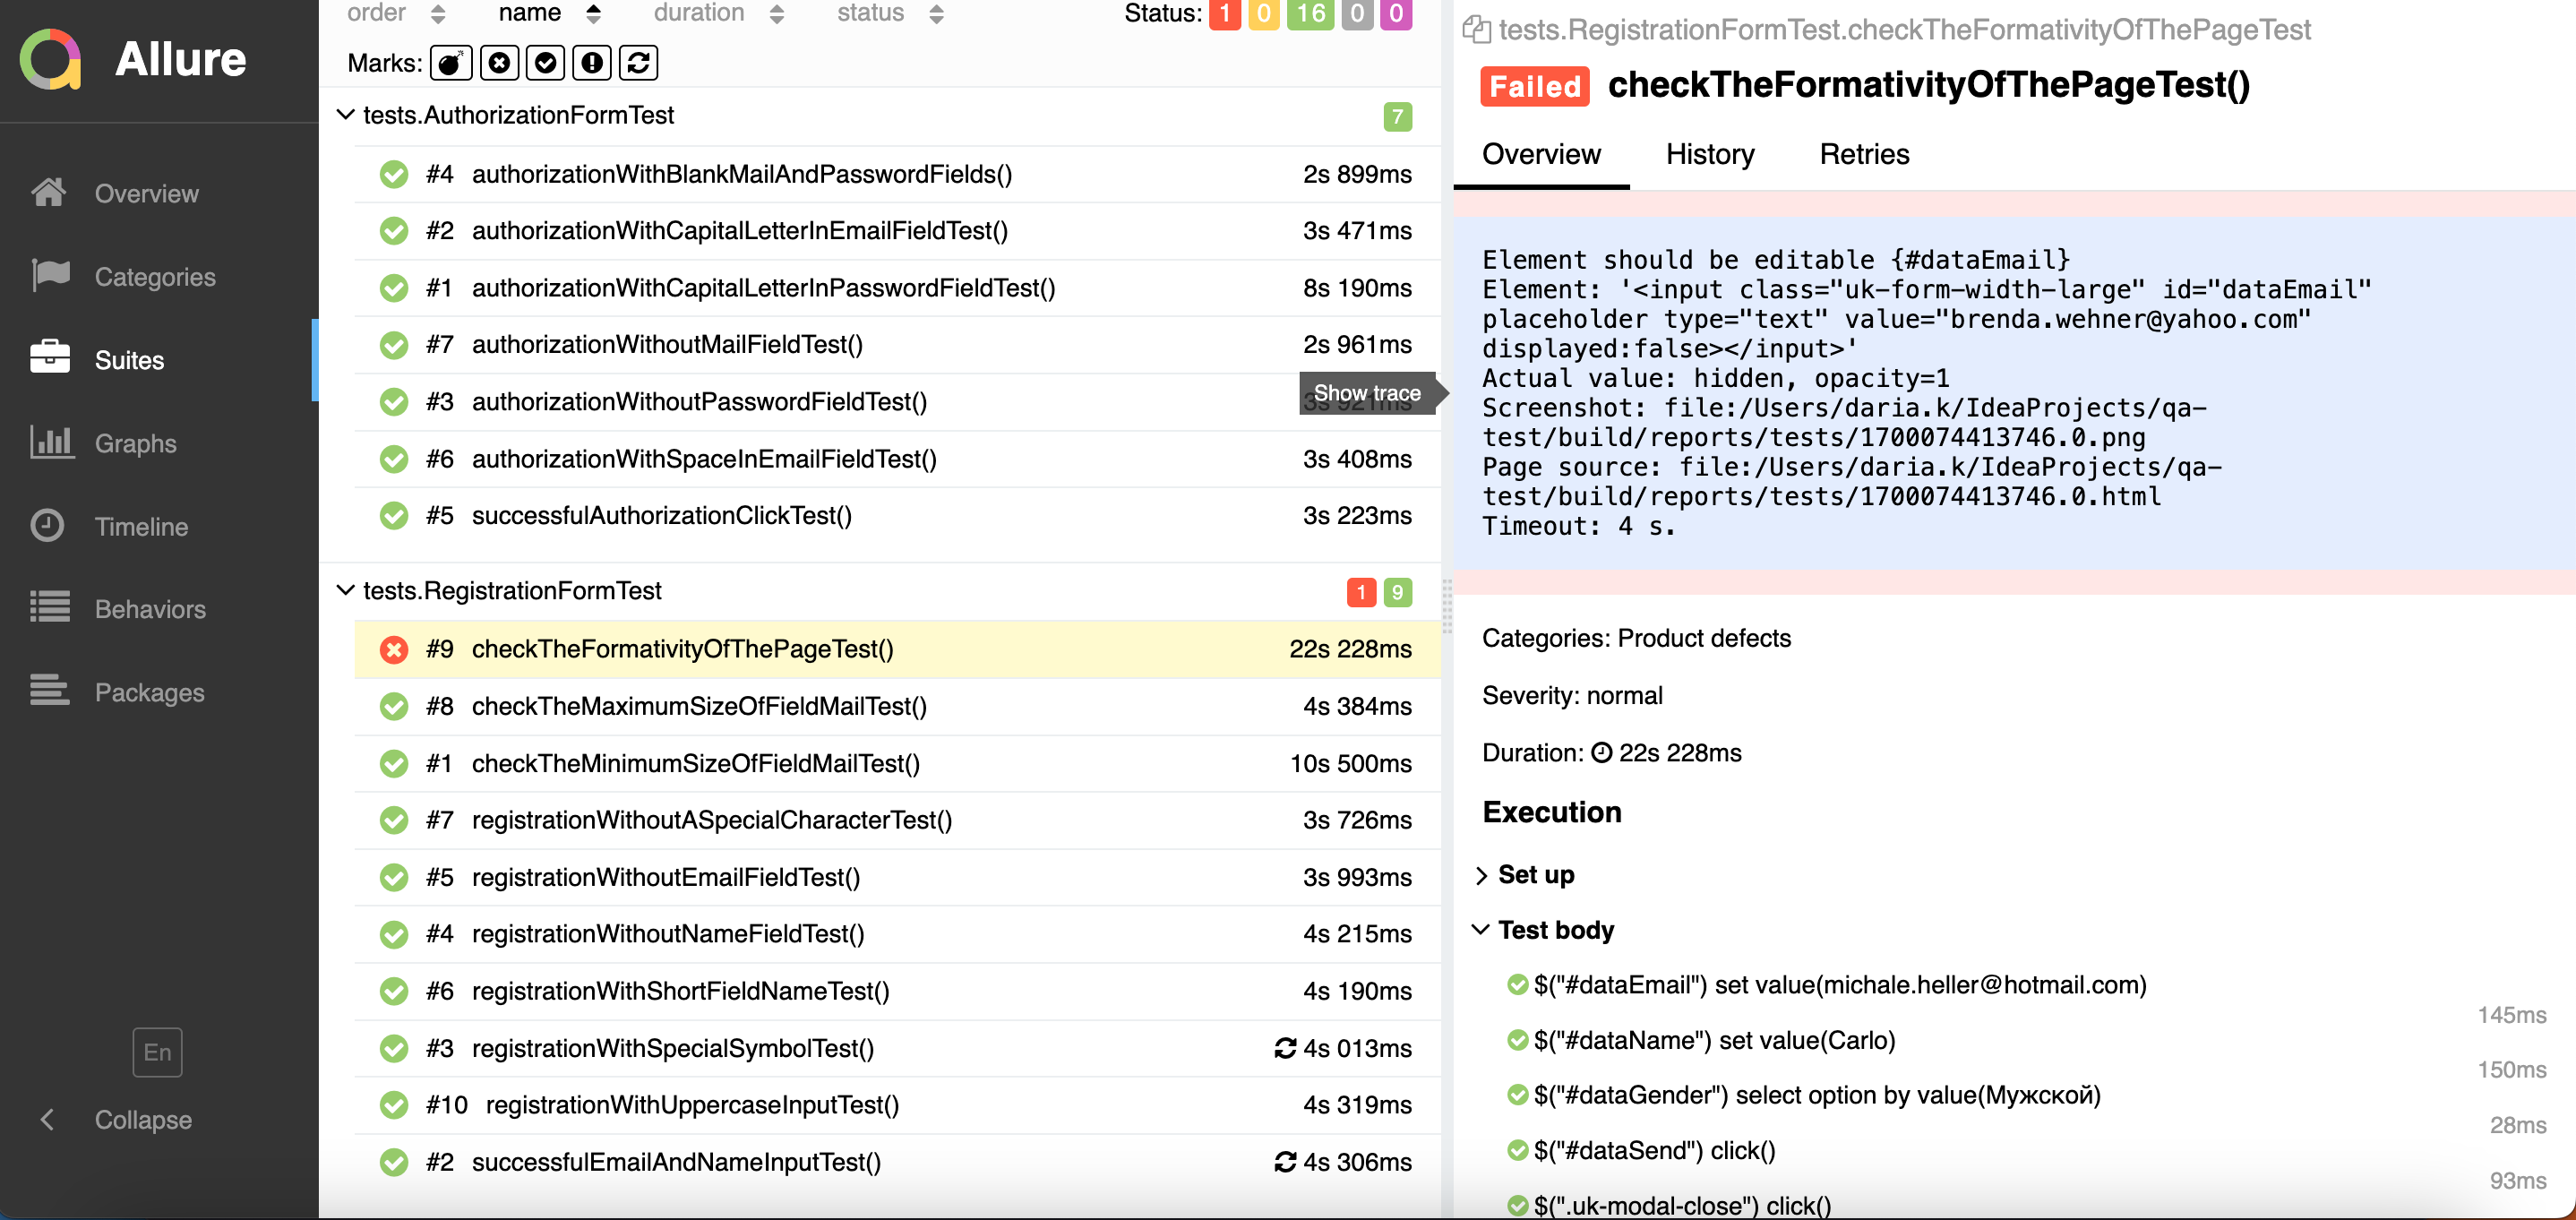 Allure
Overview
Categories
Suites
Graphs
Timeline
Behaviors
Packages
En
Collapse
order name duration status Status: 1 0 16 0 0
Marks:
tests.AuthorizationFormTest 7
#4 authorizationWithBlankMailAndPasswordFields() 2s 899ms
#2 authorizationWithCapitalLetterInEmailFieldTest() 3s 471ms
#1 authorizationWithCapitalLetterInPasswordFieldTest() 8s 190ms
#7 authorizationWithoutMailFieldTest() 2s 961ms
Show trace
#3 authorizationWithoutPasswordFieldTest() 3s 921ms
#6 authorizationWithSpaceInEmailFieldTest() 3s 408ms
#5 successfulAuthorizationClickTest() 3s 223ms
tests.RegistrationFormTest 1 9
#9 checkTheFormativityOfThePageTest() 22s 228ms
#8 checkTheMaximumSizeOfFieldMailTest() 4s 384ms
#1 checkTheMinimumSizeOfFieldMailTest() 10s 500ms
#7 registrationWithoutASpecialCharacterTest() 3s 726ms
#5 registrationWithoutEmailFieldTest() 3s 993ms
#4 registrationWithoutNameFieldTest() 4s 215ms
#6 registrationWithShortFieldNameTest() 4s 190ms
#3 registrationWithSpecialSymbolTest() 4s 013ms
#10 registrationWithUppercaseInputTest() 4s 319ms
#2 successfulEmailAndNameInputTest() 4s 306ms
tests.RegistrationFormTest.checkTheFormativityOfThePageTest
Failed checkTheFormativityOfThePageTest()
Overview History Retries
Element should be editable {#dataEmail}
Element: '<input class="uk-form-width-large" id="dataEmail"
placeholder type="text" value="brenda.wehner@yahoo.com"
displayed:false></input>'
Actual value: hidden, opacity=1
Screenshot: file:/Users/daria.k/IdeaProjects/qa-
test/build/reports/tests/1700074413746.0.png
Page source: file:/Users/daria.k/IdeaProjects/qa-
test/build/reports/tests/1700074413746.0.html
Timeout: 4 s.
Categories: Product defects
Severity: normal
Duration: 22s 228ms
Execution
Set up
Test body
$("#dataEmail") set value(michale.heller@hotmail.com)
145ms
$("#dataName") set value(Carlo)
150ms
$("#dataGender") select option by value(Мужской)
28ms
$("#dataSend") click()
93ms
$(".uk-modal-close") click()